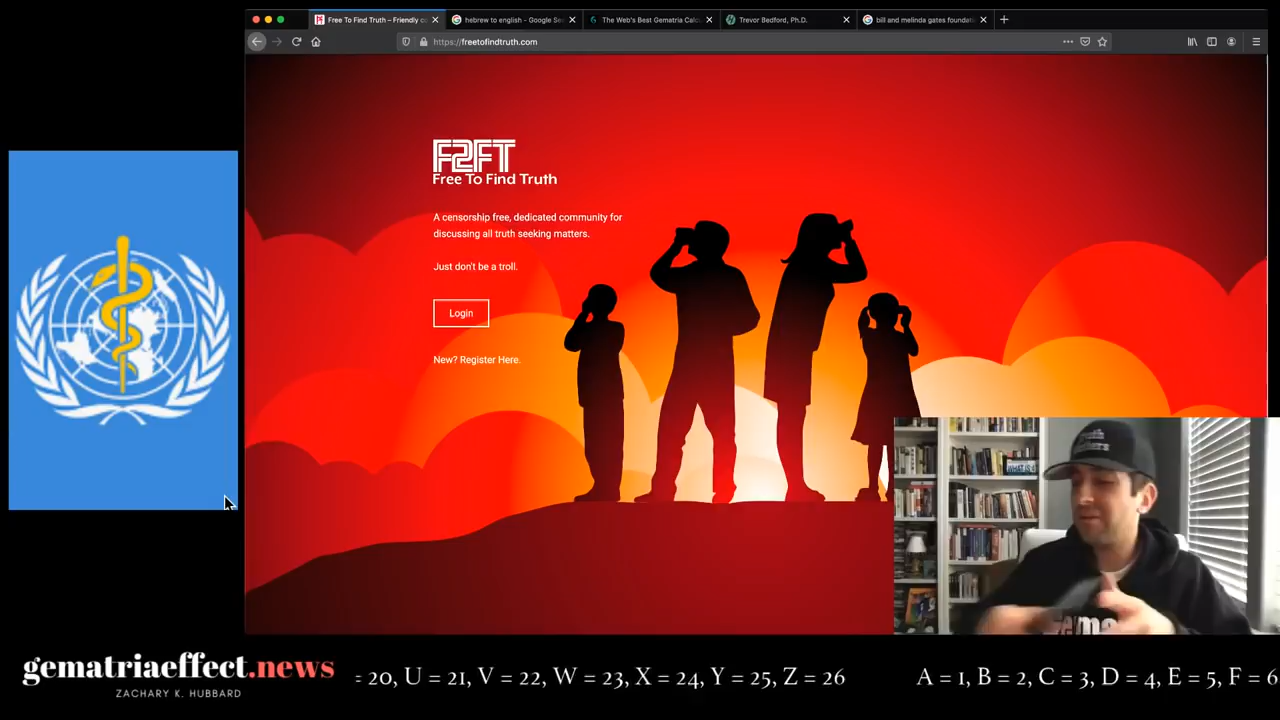 Free To Find Truth – Friendly co
hebrew to english - Google Se
The Web's Best Gematria Calc
Trevor Bedford, Ph.D.
bill and melinda gates foundati
https://freetofindtruth.com
F2FT
Free To Find Truth
A censorship free, dedicated community for
discussing all truth seeking matters.
Just don't be a troll.
Login
New? Register Here.
gematriaeffect.news
ZACHARY K. HUBBARD
= 20, U = 21, V = 22, W = 23, X = 24, Y = 25, Z = 26
A = 1, B = 2, C = 3, D = 4, E = 5, F = 6